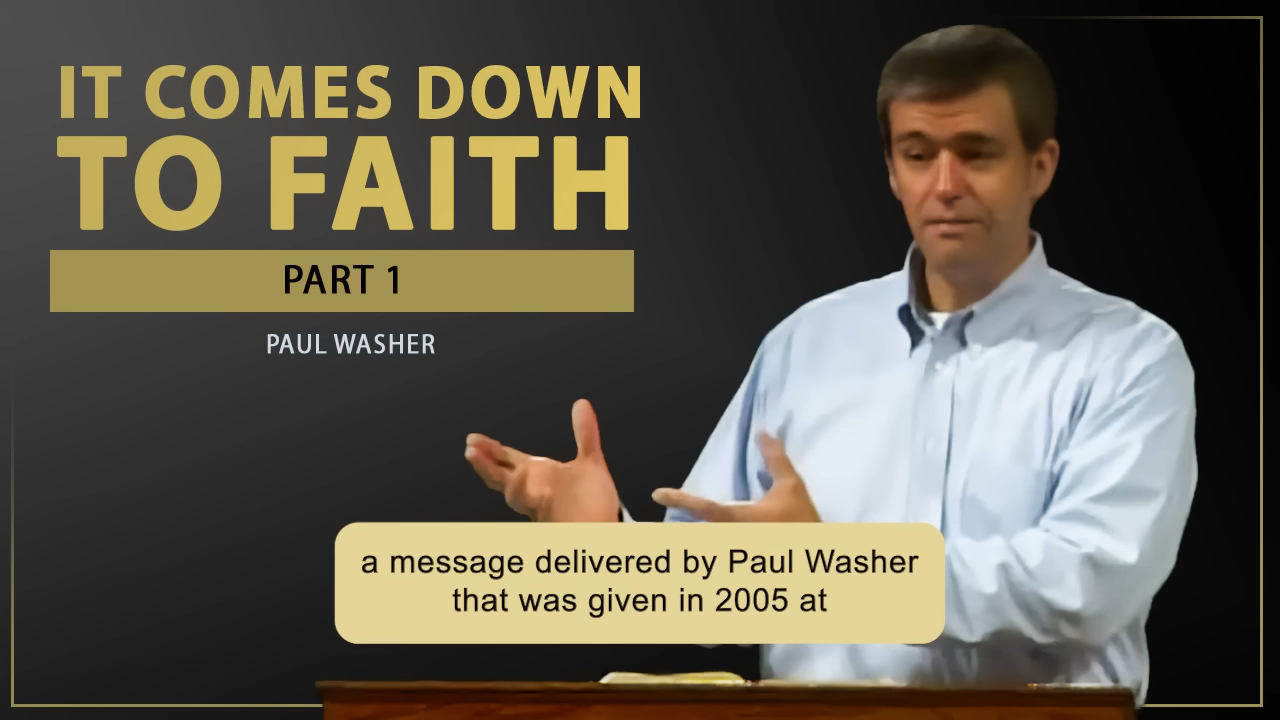 IT COMES DOWN
TO FAITH
PART 1
PAUL WASHER
a message delivered by Paul Washer
that was given in 2005 at